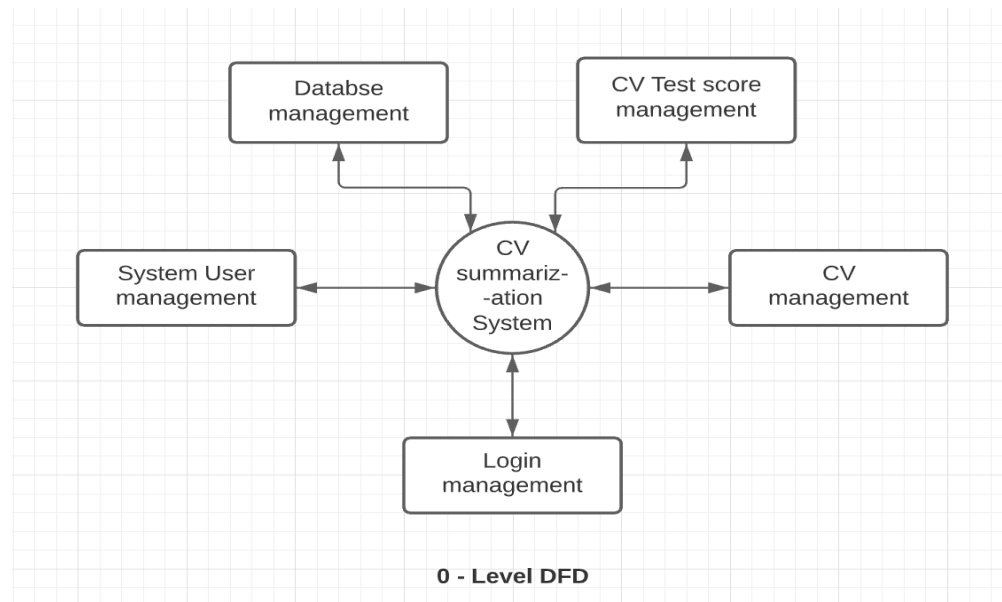 Databse
management
CV Test score
management
CV
summariz-
-ation
System
System User
management
CV
management
Login
management
0 - Level DFD